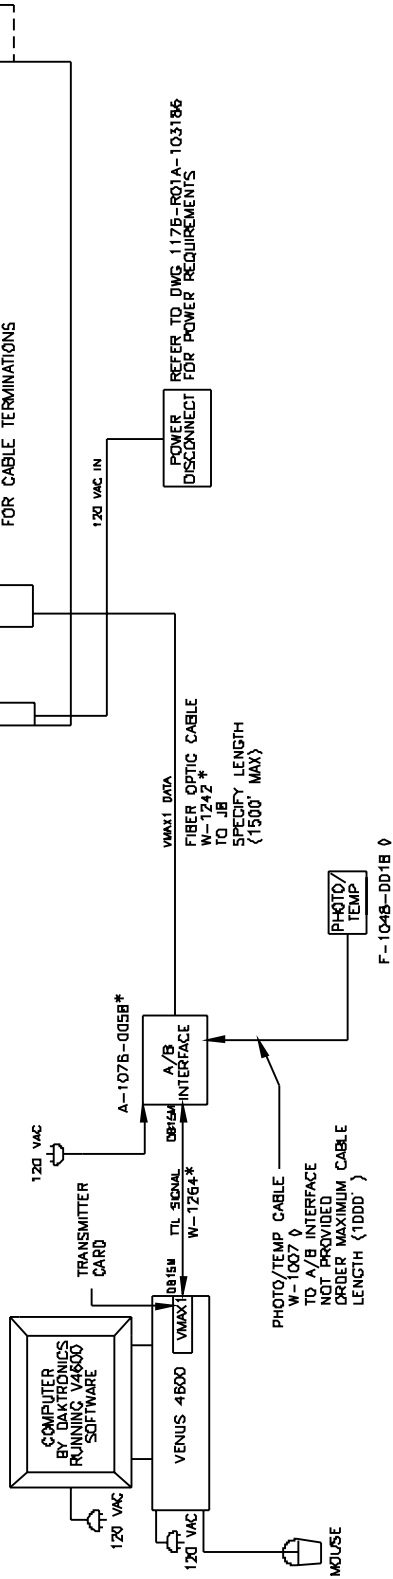 FOR CABLE TERMINATIONS
COMPUTER
BY DAKTRONICS
RUNNING V4600
SOFTWARE
120 VAC
TRANSMITTER
CARD
120 VAC
A-1076-0058*
VENUS 4600
VMAX1
DB15M
TTL SIGNAL
W-1264*
DB15M
A/B
INTERFACE
120 VAC
MOUSE
VMAX1 DATA
FIBER OPTIC CABLE
W-1242*
TO JB
SPECIFY LENGTH
(1500' MAX)
120 VAC IN
POWER
DISCONNECT
REFER TO DWG 1175-R01A-103186
FOR POWER REQUIREMENTS
PHOTO/TEMP CABLE
W-1007 ◊
TO A/B INTERFACE
NOT PROVIDED
ORDER MAXIMUM CABLE
LENGTH (1000' )
PHOTO/
TEMP
F-1048-0018 ◊